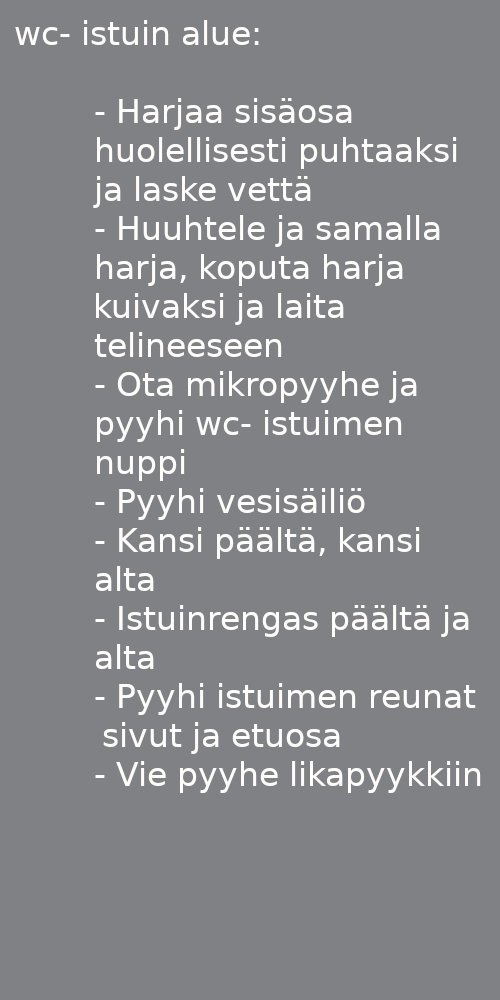 wc- istuin alue:
- Harjaa sisäosa
huolellisesti puhtaaksi
ja laske vettä
- Huuhtele ja samalla
harja, koputa harja
kuivaksi ja laita
telineeseen
- Ota mikropyyhe ja
pyyhi wc- istuimen
nuppi
- Pyyhi vesisäiliö
- Kansi päältä, kansi
alta
- Istuinrengas päältä ja
alta
- Pyyhi istuimen reunat
sivut ja etuosa
- Vie pyyhe likapyykkiin